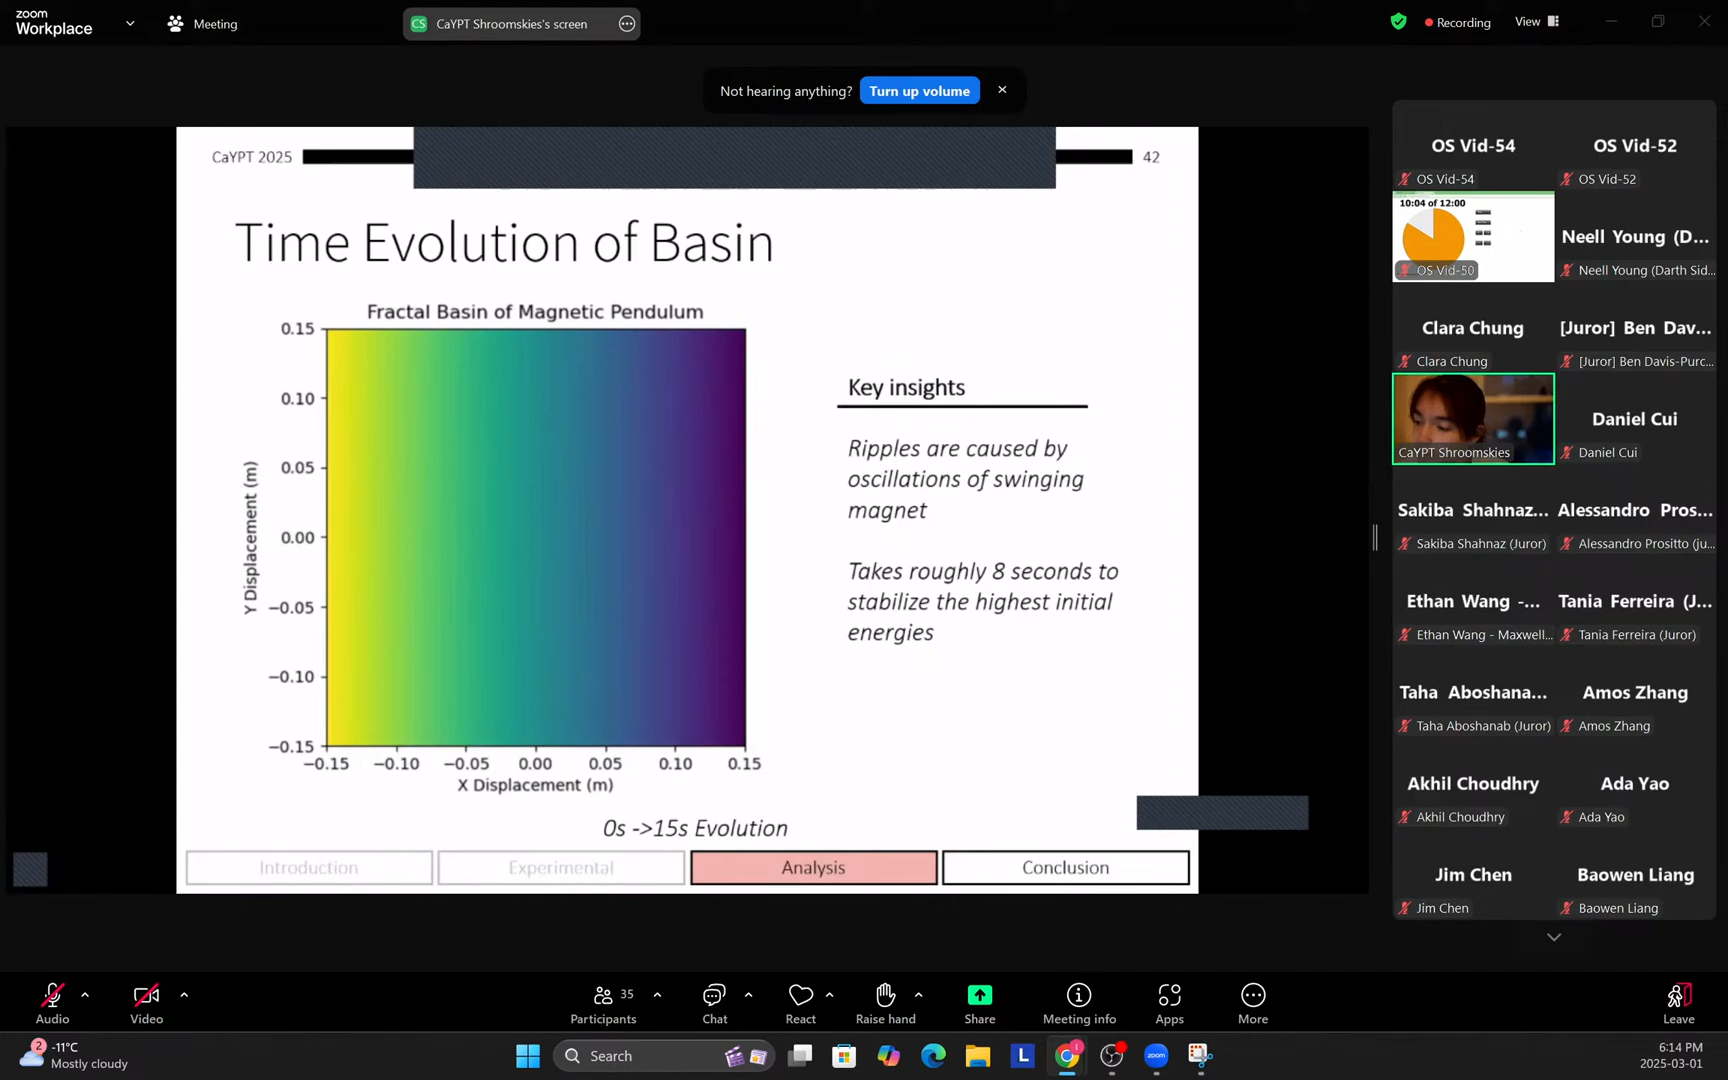 zoom
Workplace
Meeting
CS
CaYPT Shroomskies's screen
Recording
View
Not hearing anything?
Turn up volume
CaYPT 2025
42
Time Evolution of Basin
Fractal Basin of Magnetic Pendulum
0.15
0.10
0.05
0.00
−0.05
−0.10
−0.15
Y Displacement (m)
−0.15
−0.10
−0.05
0.00
0.05
0.10
0.15
X Displacement (m)
Key insights
Ripples are caused by
oscillations of swinging
magnet
Takes roughly 8 seconds to
stabilize the highest initial
energies
0s ->15s Evolution
Introduction
Experimental
Analysis
Conclusion
OS Vid-54
OS Vid-54
OS Vid-52
OS Vid-52
10:04 of 12:00
OS Vid-50
Neell Young (D...
Neell Young (Darth Sid...
Clara Chung
Clara Chung
[Juror] Ben Dav...
[Juror] Ben Davis-Purc...
CaYPT Shroomskies
Daniel Cui
Daniel Cui
Sakiba Shahnaz...
Sakiba Shahnaz (Juror)
Alessandro Pros...
Alessandro Prositto (ju...
Ethan Wang -...
Ethan Wang - Maxwell...
Tania Ferreira (J...
Tania Ferreira (Juror)
Taha Aboshana...
Taha Aboshanab (Juror)
Amos Zhang
Amos Zhang
Akhil Choudhry
Akhil Choudhry
Ada Yao
Ada Yao
Jim Chen
Jim Chen
Baowen Liang
Baowen Liang
Audio
Video
Participants
35
Chat
React
Raise hand
Share
Meeting info
Apps
More
Leave
2
-11°C
Mostly cloudy
Search
L
zoom
6:14 PM
2025-03-01